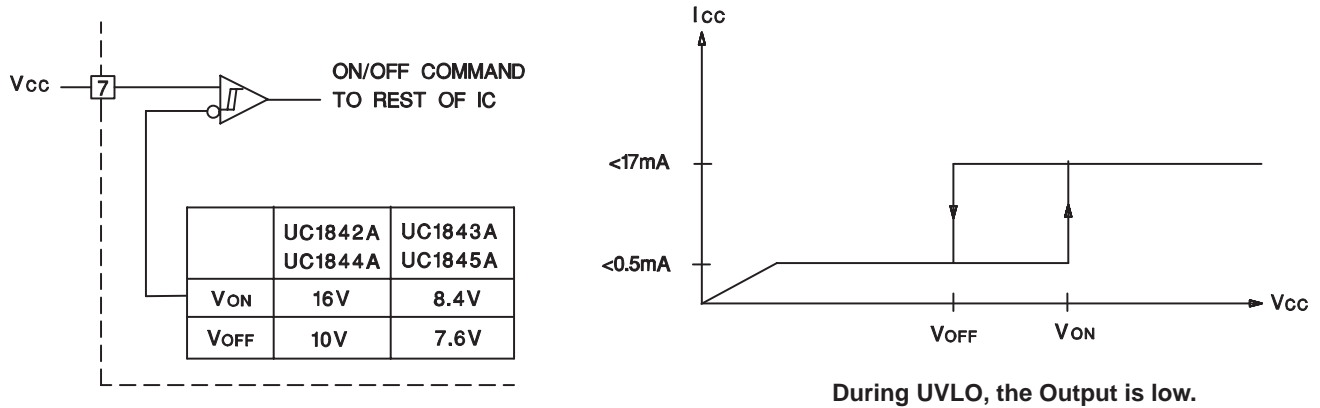 Vcc
7
ON/OFF COMMAND
TO REST OF IC
UC1842A UC1843A
UC1844A UC1845A
VON 16V 8.4V
VOFF 10V 7.6V
Icc
<17mA
<0.5mA
VOFF VON
Vcc
During UVLO, the Output is low.